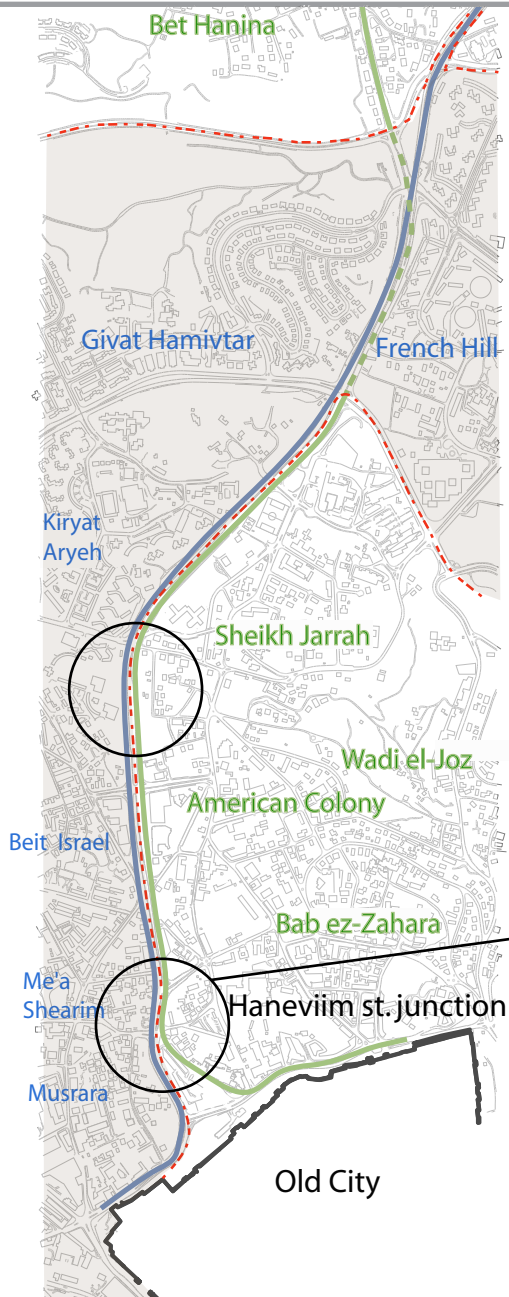 Bet Hanina
Givat Hamivtar
French Hill
Kiryat
Aryeh
Sheikh Jarrah
Wadi el-Joz
American Colony
Beit Israel
Bab ez-Zahara
Me'a
Shearim
Haneviim st. junction
Musrara
Old City